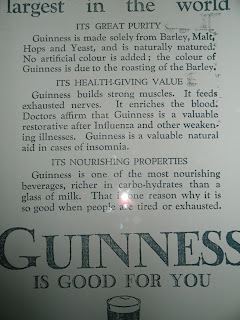 largest in the world
ITS GREAT PURITY
Guinness is made solely from Barley, Malt,
Hops and Yeast, and is naturally matured.
No artificial colour is added; the colour of
Guinness is due to the roasting of the Barley.
ITS HEALTH-GIVING VALUE
Guinness builds strong muscles. It feeds
exhausted nerves. It enriches the blood.
Doctors affirm that Guinness is a valuable
restorative after Influenza and other weaken-
ing illnesses. Guinness is a valuable natural
aid in cases of insomnia.
ITS NOURISHING PROPERTIES
Guinness is one of the most nourishing
beverages, richer in carbo-hydrates than a
glass of milk. That is one reason why it is
so good when people are tired or exhausted.
GUINNESS
IS GOOD FOR YOU